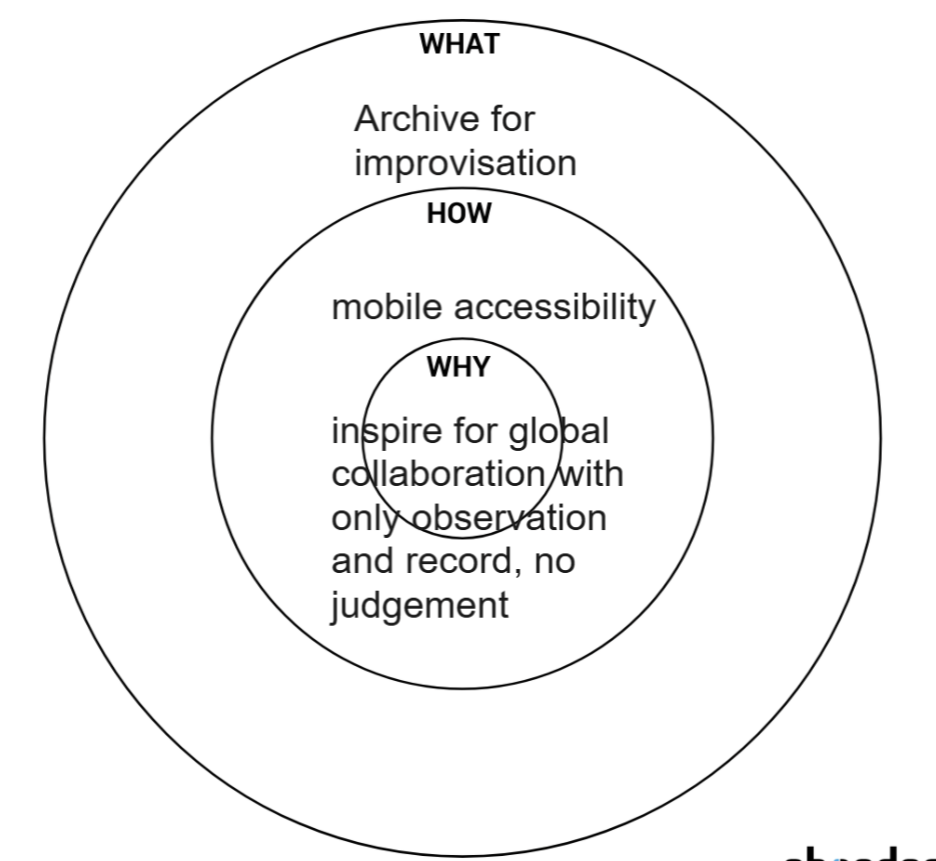 WHAT
Archive for
improvisation
HOW
mobile accessibility
WHY
inspire for global
collaboration with
only observation
and record, no
judgement